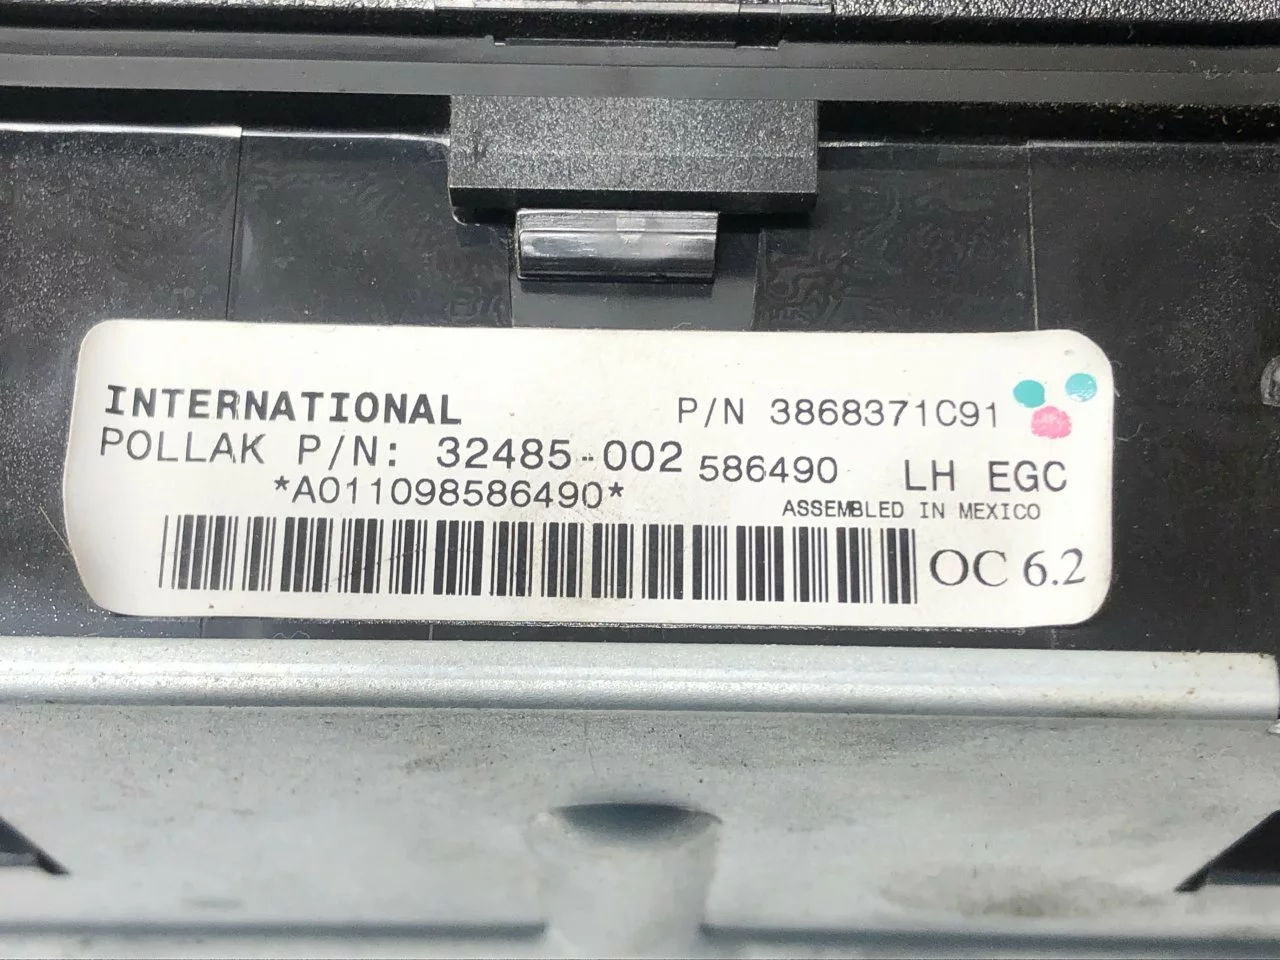 INTERNATIONAL P/N 3868371C91
POLLAK P/N: 32485-002 586490 LH EGC
*A011098586490* ASSEMBLED IN MEXICO
OC 6.2